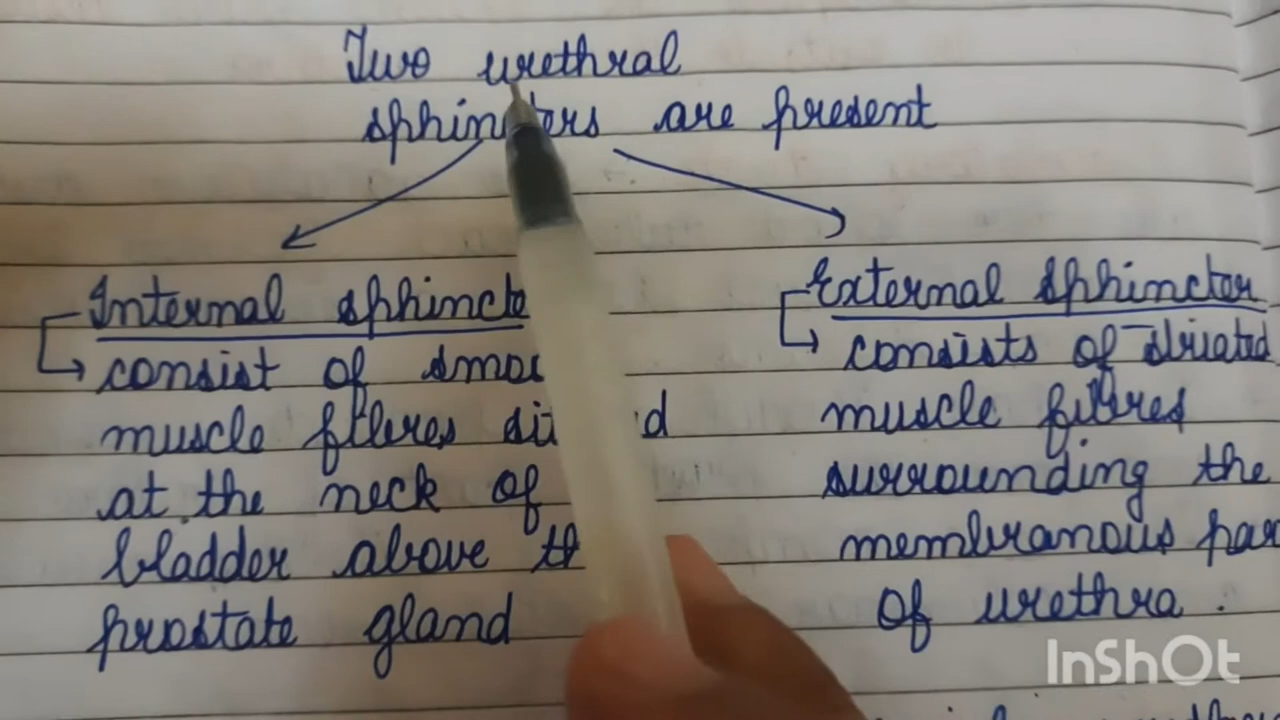 Two urethral
sphincters are present
Internal sphincte
External sphincter
consist of smoo
consists of striated
muscle fibres sit d
muscle fibres
at the neck of
surrounding the
bladder above th
membranous par
prostate gland
of urethra .
InShOt